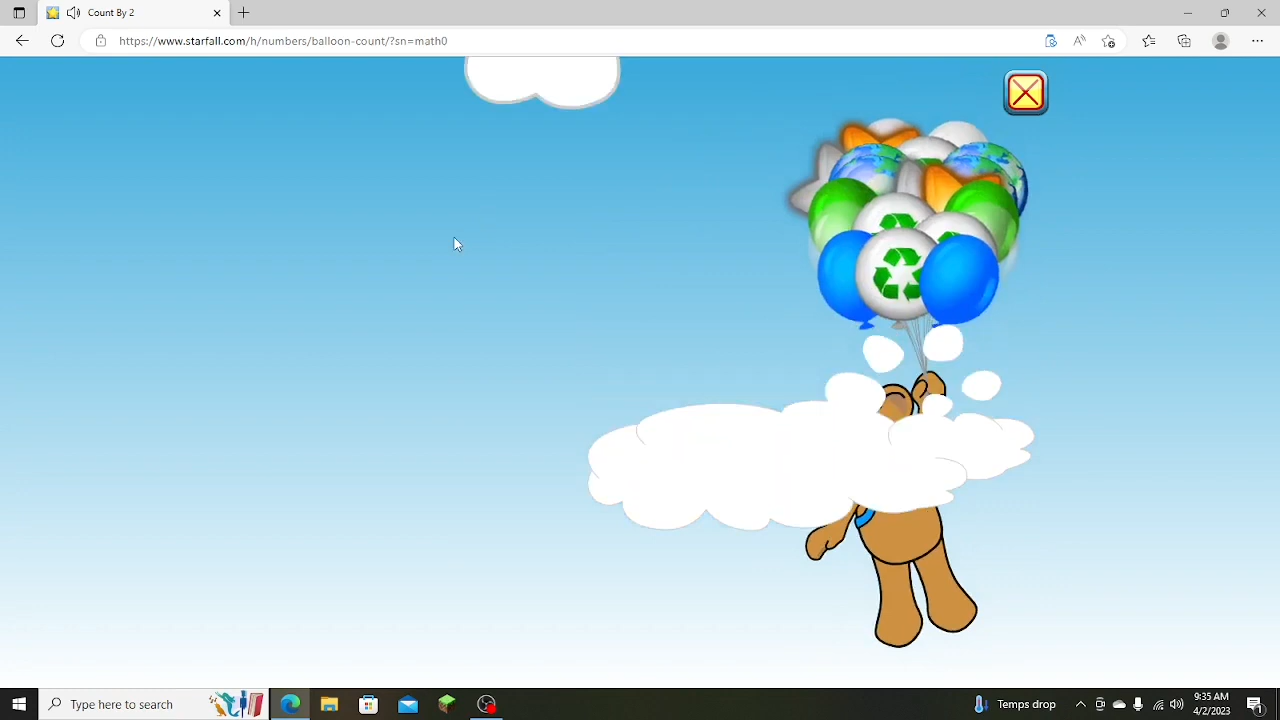 Count By 2
https://www.starfall.com/h/numbers/balloon-count/?sn=math0
Type here to search
Temp drop
9:35 AM
4/2/2023